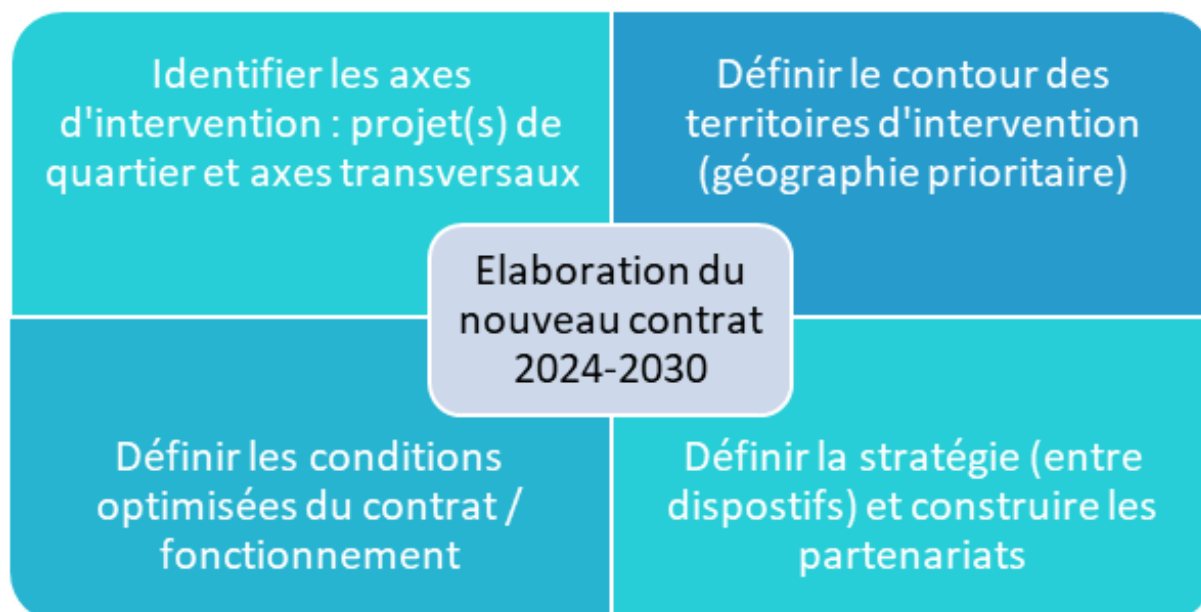 Identifier les axes
d'intervention : projet(s) de
quartier et axes transversaux
Définir le contour des
territoires d'intervention
(géographie prioritaire)
Elaboration du
nouveau contrat
2024-2030
Définir les conditions
optimisées du contrat /
fonctionnement
Définir la stratégie (entre
dispostifs) et construire les
partenariats